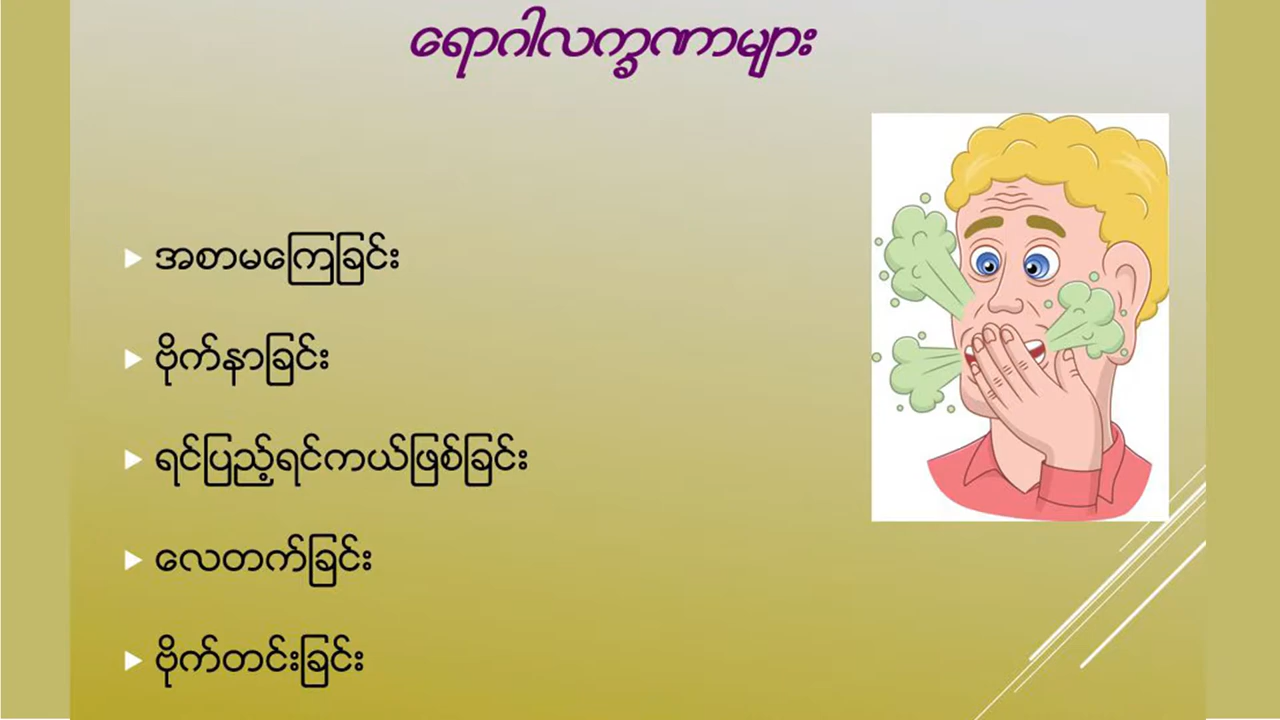 ရောဂါလက္ခဏာများ
အစာမကြေခြင်း
ဗိုက်နာခြင်း
ရင်ပြည့်ရင်ကယ်ဖြစ်ခြင်း
လေတက်ခြင်း
ဗိုက်တင်းခြင်း